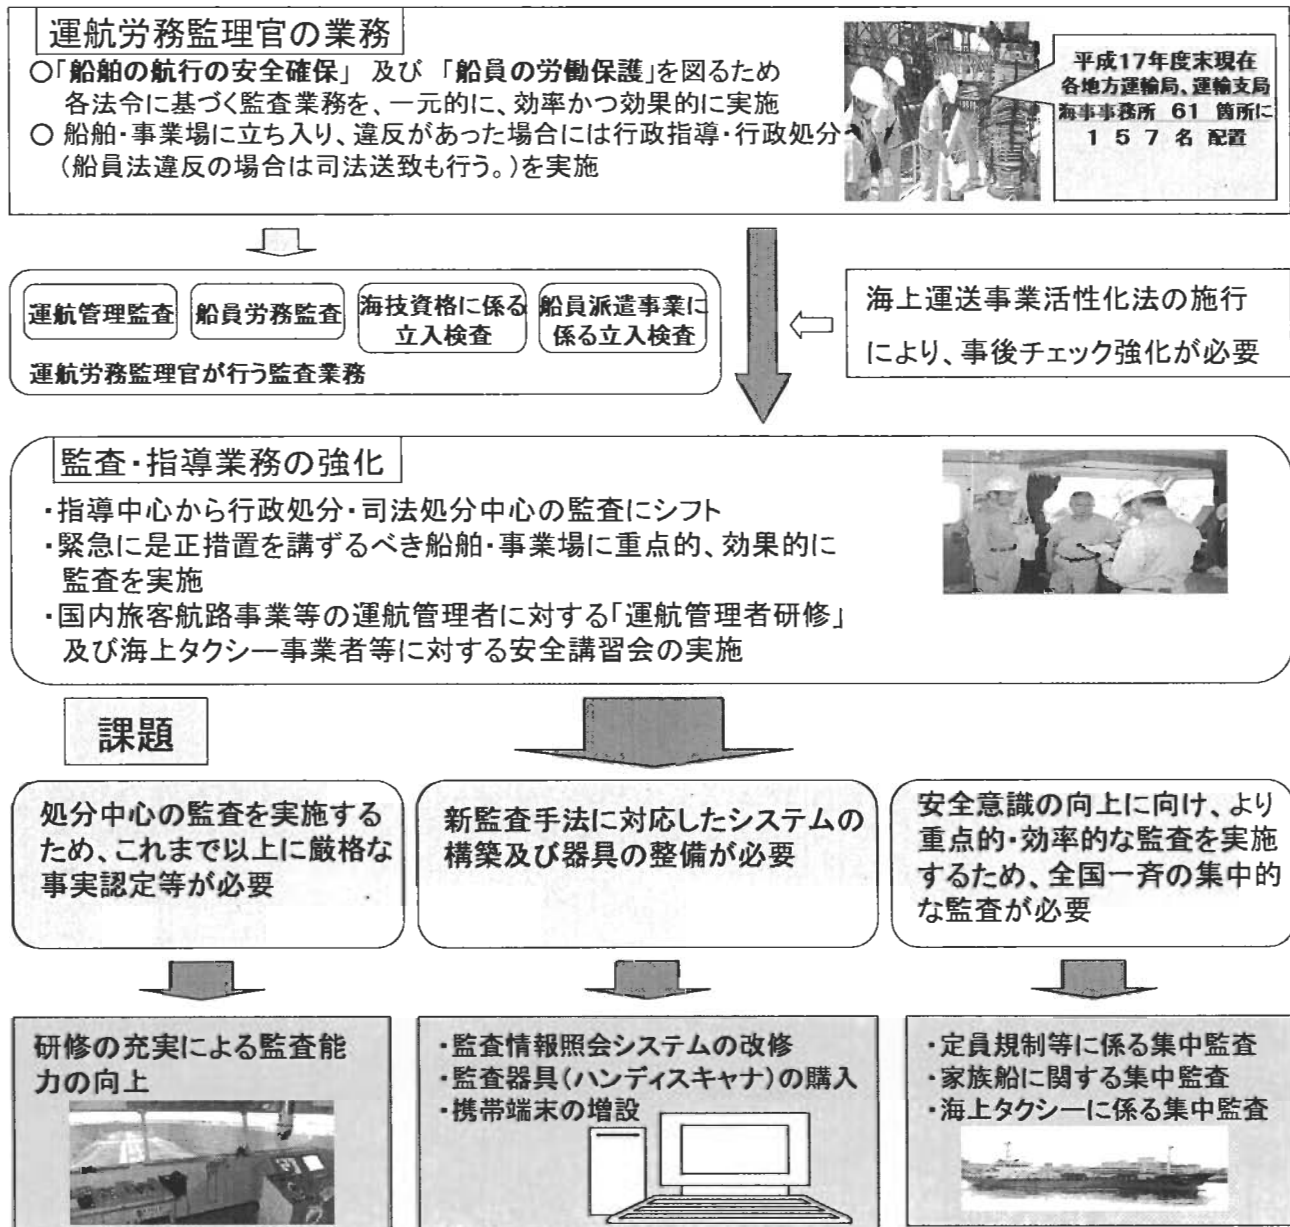 運航労務監理官の業務
○「船舶の航行の安全確保」 及び 「船員の労働保護」を図るため
各法令に基づく監査業務を、一元的に、効率かつ効果的に実施
○ 船舶・事業場に立ち入り、違反があった場合には行政指導・行政処分
(船員法違反の場合は司法送致も行う。)を実施
平成17年度末現在
各地方運輸局、運輸支局
海事事務所 61 箇所に
157名 配置
運航管理監査
船員労務監査
海技資格に係る
立入検査
船員派遣事業に
係る立入検査
運航労務監理官が行う監査業務
海上運送事業活性化法の施行
により、事後チェック強化が必要
監査・指導業務の強化
・指導中心から行政処分・司法処分中心の監査にシフト
・緊急に是正措置を講ずるべき船舶・事業場に重点的、効果的に
監査を実施
・国内旅客航路事業等の運航管理者に対する「運航管理者研修」
及び海上タクシー事業者等に対する安全講習会の実施
課題
処分中心の監査を実施する
ため、これまで以上に厳格な
事実認定等が必要
新監査手法に対応したシステムの
構築及び器具の整備が必要
安全意識の向上に向け、より
重点的・効率的な監査を実施
するため、全国一斉の集中的
な監査が必要
研修の充実による監査能
力の向上
・監査情報照会システムの改修
・監査器具(ハンディスキャナ)の購入
・携帯端末の増設
・定員規制等に係る集中監査
・家族船に関する集中監査
・海上タクシーに係る集中監査